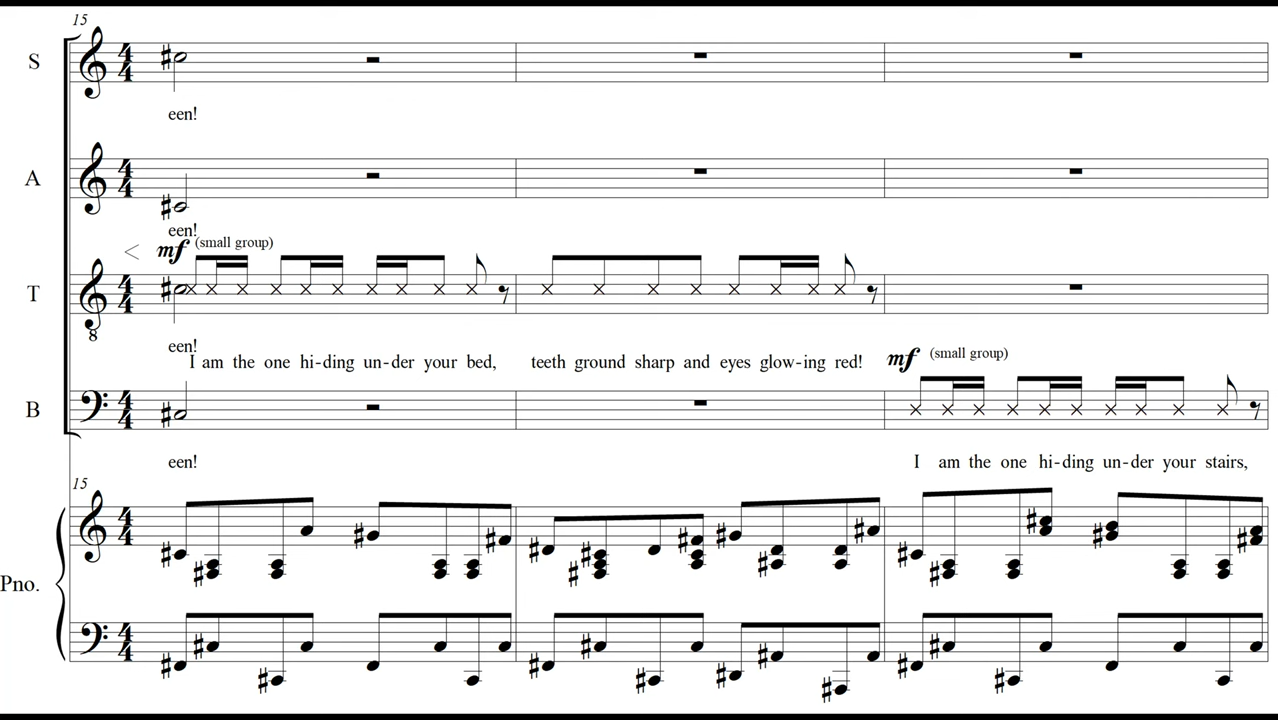 15
S
een!
A
een!
mf (small group)
T
8
een!
I am the one hi-ding un-der your bed, teeth ground sharp and eyes glow-ing red!
mf (small group)
B
een!
I am the one hi-ding un-der your stairs,
15
Pno.